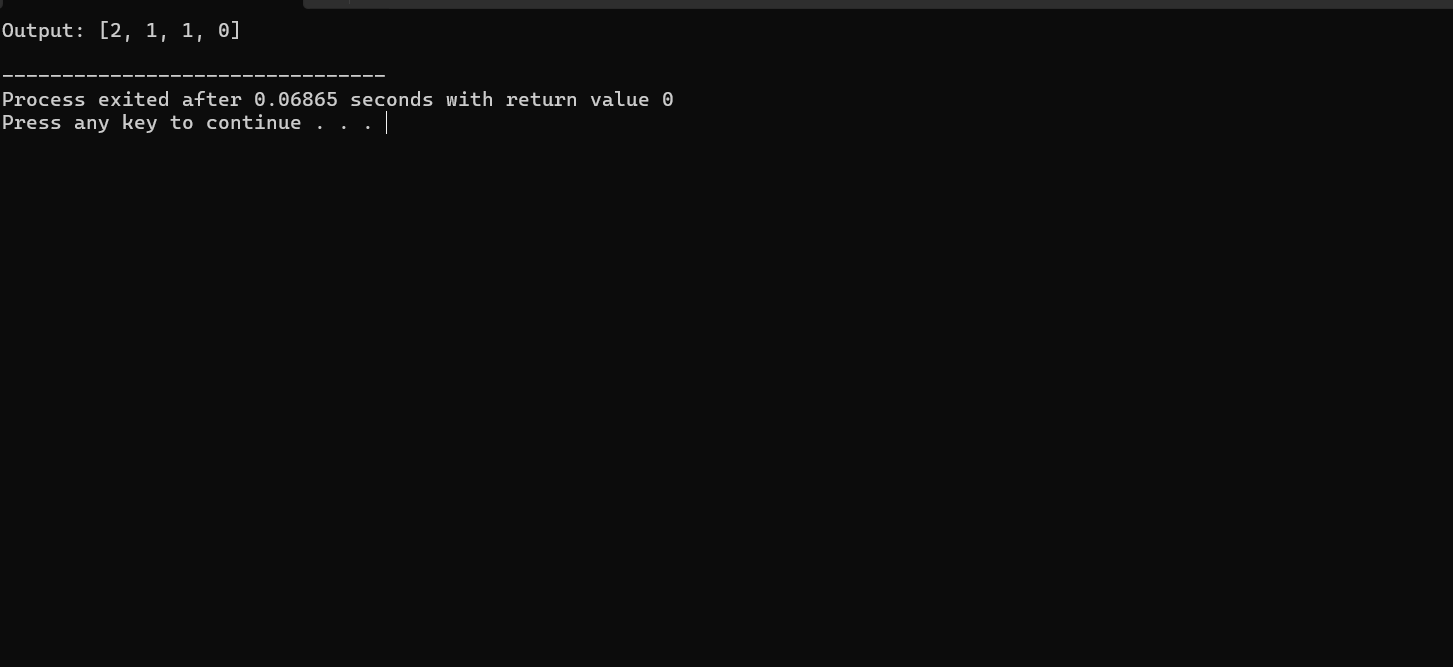 Output: [2, 1, 1, 0]
--------------------------------
Process exited after 0.06865 seconds with return value 0
Press any key to continue . . .